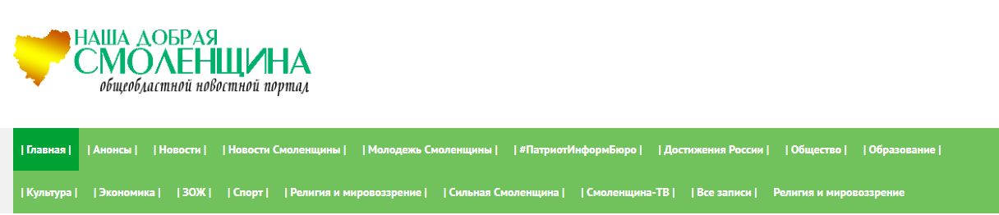 НАША ДОБРАЯ
СМОЛЕНЩИНА
общеобластной новостной портал
| Главная | | Анонсы | | Новости | | Новости Смоленщины | | Молодежь Смоленщины | | #ПатриотИнформБюро | | Достижения России | | Общество | | Образование |
| Культура | | Экономика | | ЗОЖ | | Спорт | | Религия и мировоззрение | | Сильная Смоленщина | | Смоленщина-ТВ | | Все записи | Религия и мировоззрение